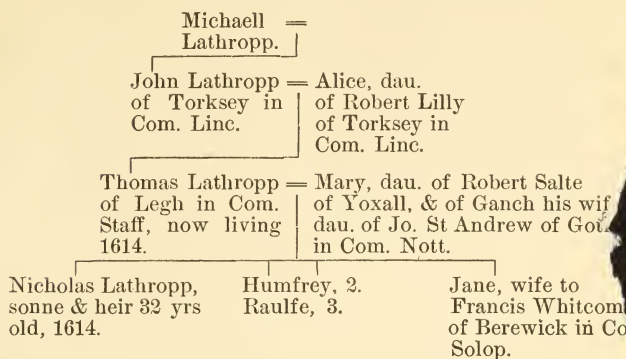 Michaell =
Lathropp.
John Lathropp = Alice, dau.
of Torksey in of Robert Lilly
Com. Linc. of Torksey in
Com. Linc.
Thomas Lathropp = Mary, dau. of Robert Salte
of Legh in Com. of Yoxall, & of Ganch his wif
Staff, now living dau. of Jo. St Andrew of
1614. in Com. Nott.
Nicholas Lathropp, Humfrey, 2. Jane, wife to
sonne & heir 32 yrs Raulfe, 3. Francis Whitcom
old, 1614. of Berewick in Co
Solop.